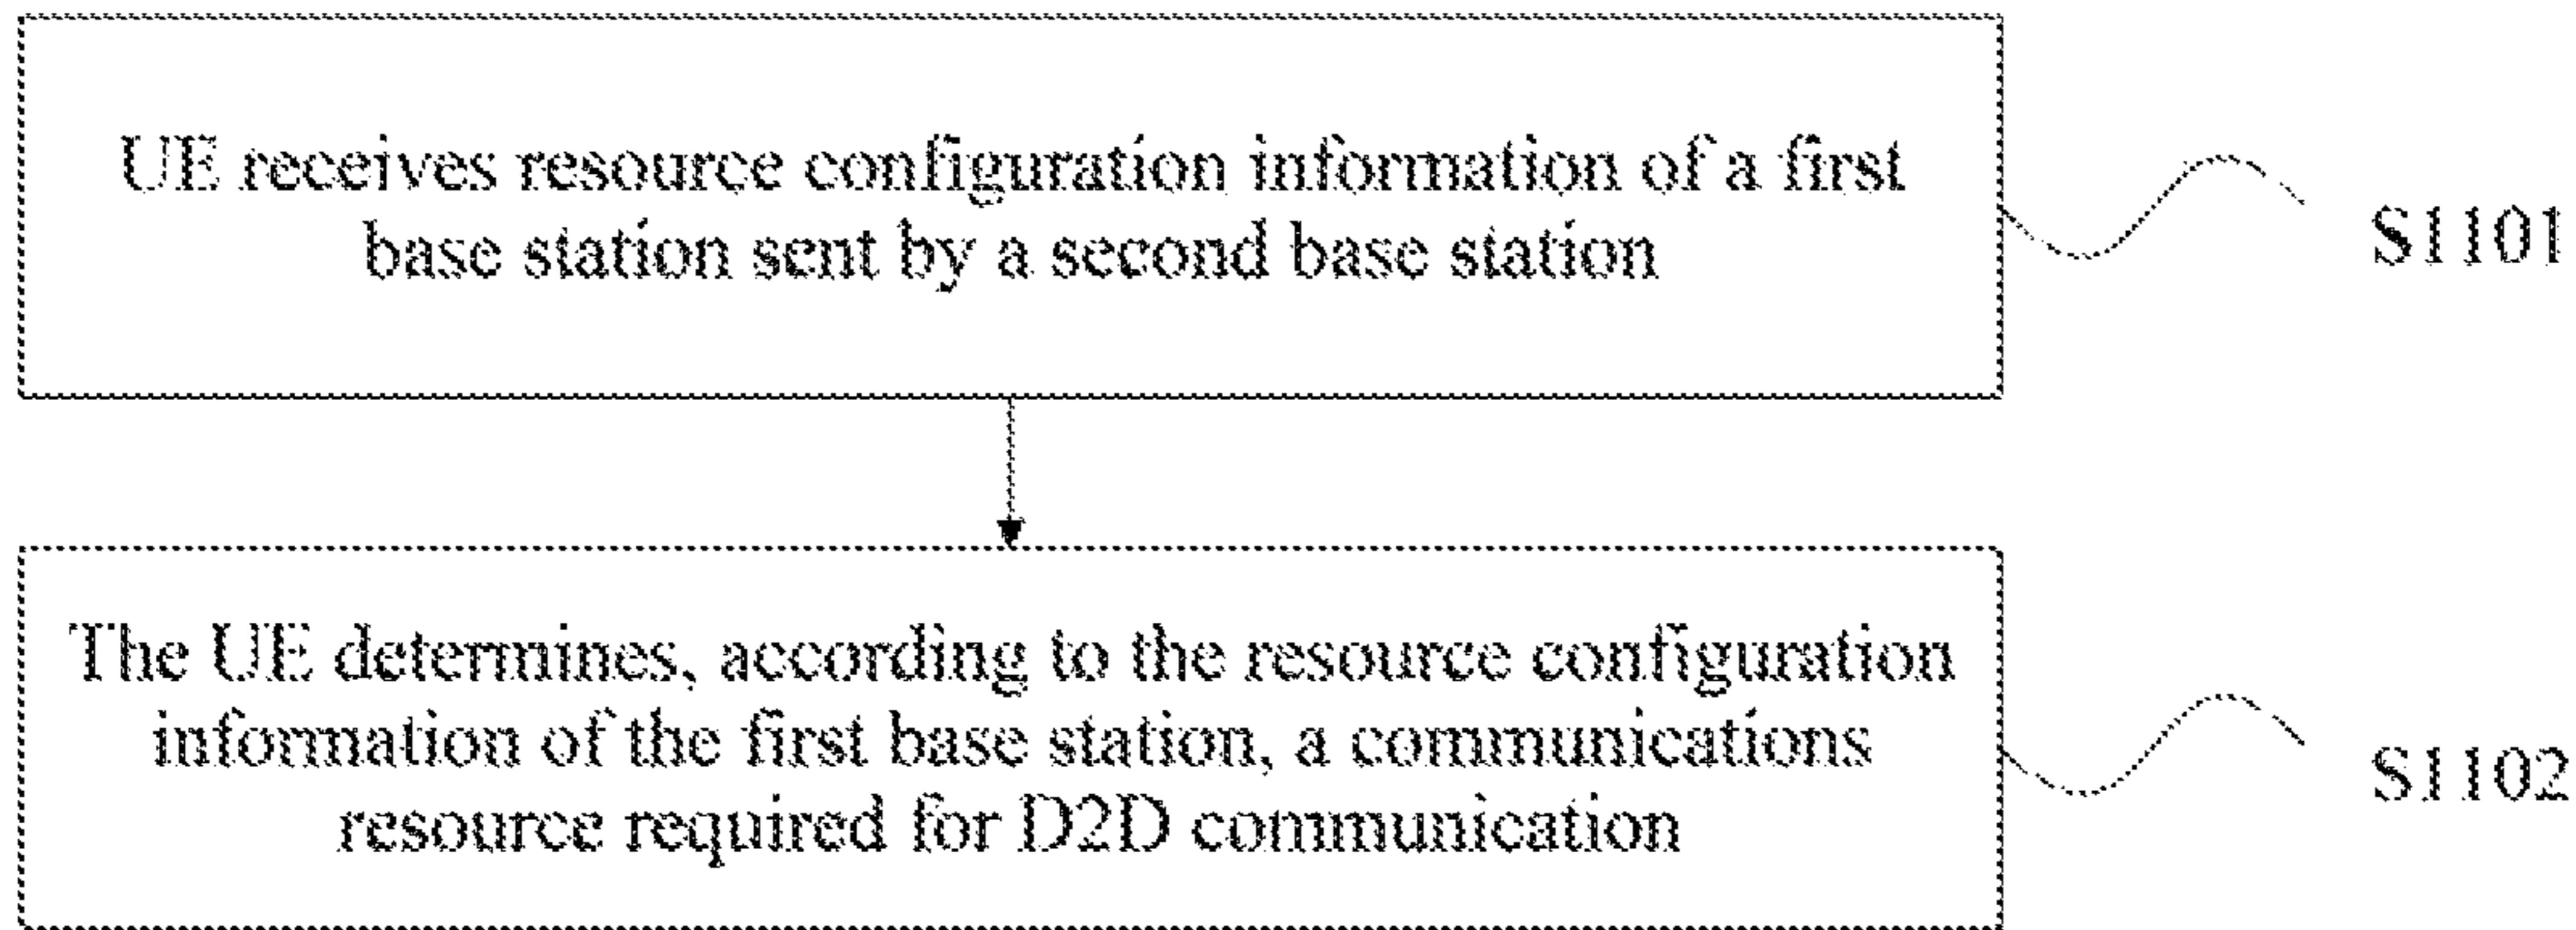 UE receives resource configuration information of a first
base station sent by a second base station
S1101
The UE determines, according to the resource configuration
information of the first base station, a communications
resource required for D2D communication
S1102